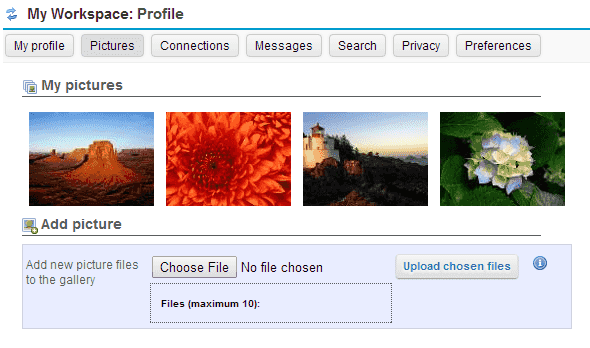 My Workspace: Profile
My profile Pictures Connections Messages Search Privacy Preferences
My pictures
Add picture
Add new picture files
to the gallery
Choose File No file chosen
Upload chosen files
Files (maximum 10):